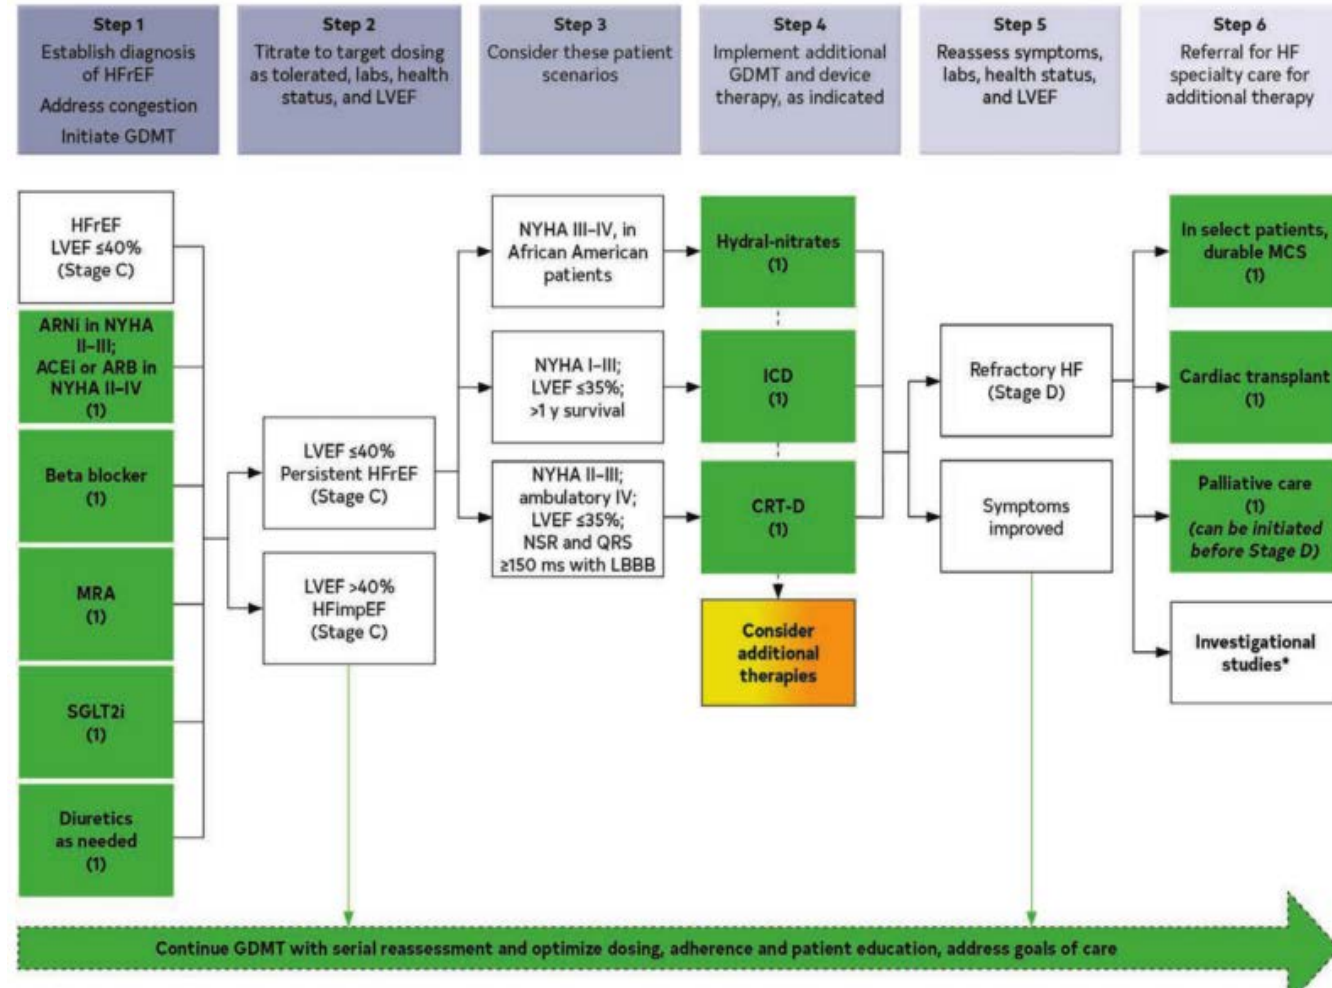 Step 1
Establish diagnosis
of HFrEF
Address congestion
Initiate GDMT
Step 2
Titrate to target dosing
as tolerated, labs, health
status, and LVEF
Step 3
Consider these patient
scenarios
Step 4
Implement additional
GDMT and device
therapy, as indicated
Step 5
Reassess symptoms,
labs, health status,
and LVEF
Step 6
Referral for HF
specialty care for
additional therapy
HFrEF
LVEF ≤40%
(Stage C)
ARNi in NYHA
II–III;
ACEi or ARB in
NYHA II–IV
(1)
Beta blocker
(1)
MRA
(1)
SGLT2i
(1)
Diuretics
as needed
(1)
LVEF ≤40%
Persistent HFrEF
(Stage C)
LVEF >40%
HFimpEF
(Stage C)
NYHA III–IV, in
African American
patients
NYHA I–III;
LVEF ≤35%;
>1 y survival
NYHA II–III;
ambulatory IV;
LVEF ≤35%;
NSR and QRS
≥150 ms with LBBB
Hydral-nitrates
(1)
ICD
(1)
CRT-D
(1)
Consider
additional
therapies
Refractory HF
(Stage D)
Symptoms
improved
In select patients,
durable MCS
(1)
Cardiac transplant
(1)
Palliative care
(1)
(can be initiated
before Stage D)
Investigational
studies*
Continue GDMT with serial reassessment and optimize dosing, adherence and patient education, address goals of care